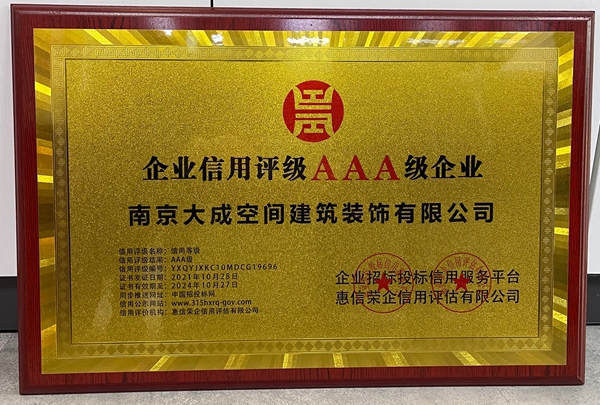 企业信用评级AAA级企业
南京大成空间建筑装饰有限公司
信用评级名称：信用等级
信用评级结果：AAA级
信用评级编号：YXQYJXKC10MDCG19696
证书发证日期：2021年10月28日
证书有效期至：2024年10月27日
同步推送网址：中国招投标网
信用公示网站：www.315hxrq-gov.com
信用评价机构：惠信荣企信用评估有限公司
企业招标投标信用服务平台
惠信荣企信用评估有限公司